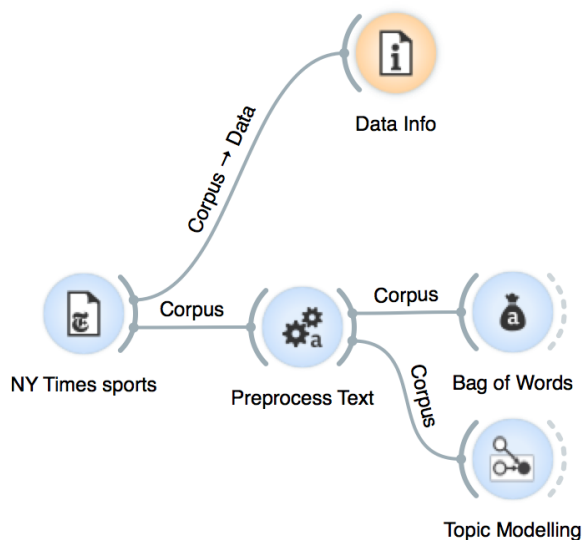 Data Info
Corpus → Data
Corpus
NY Times sports
Preprocess Text
a
Corpus
a
Bag of Words
Corpus
Topic Modelling